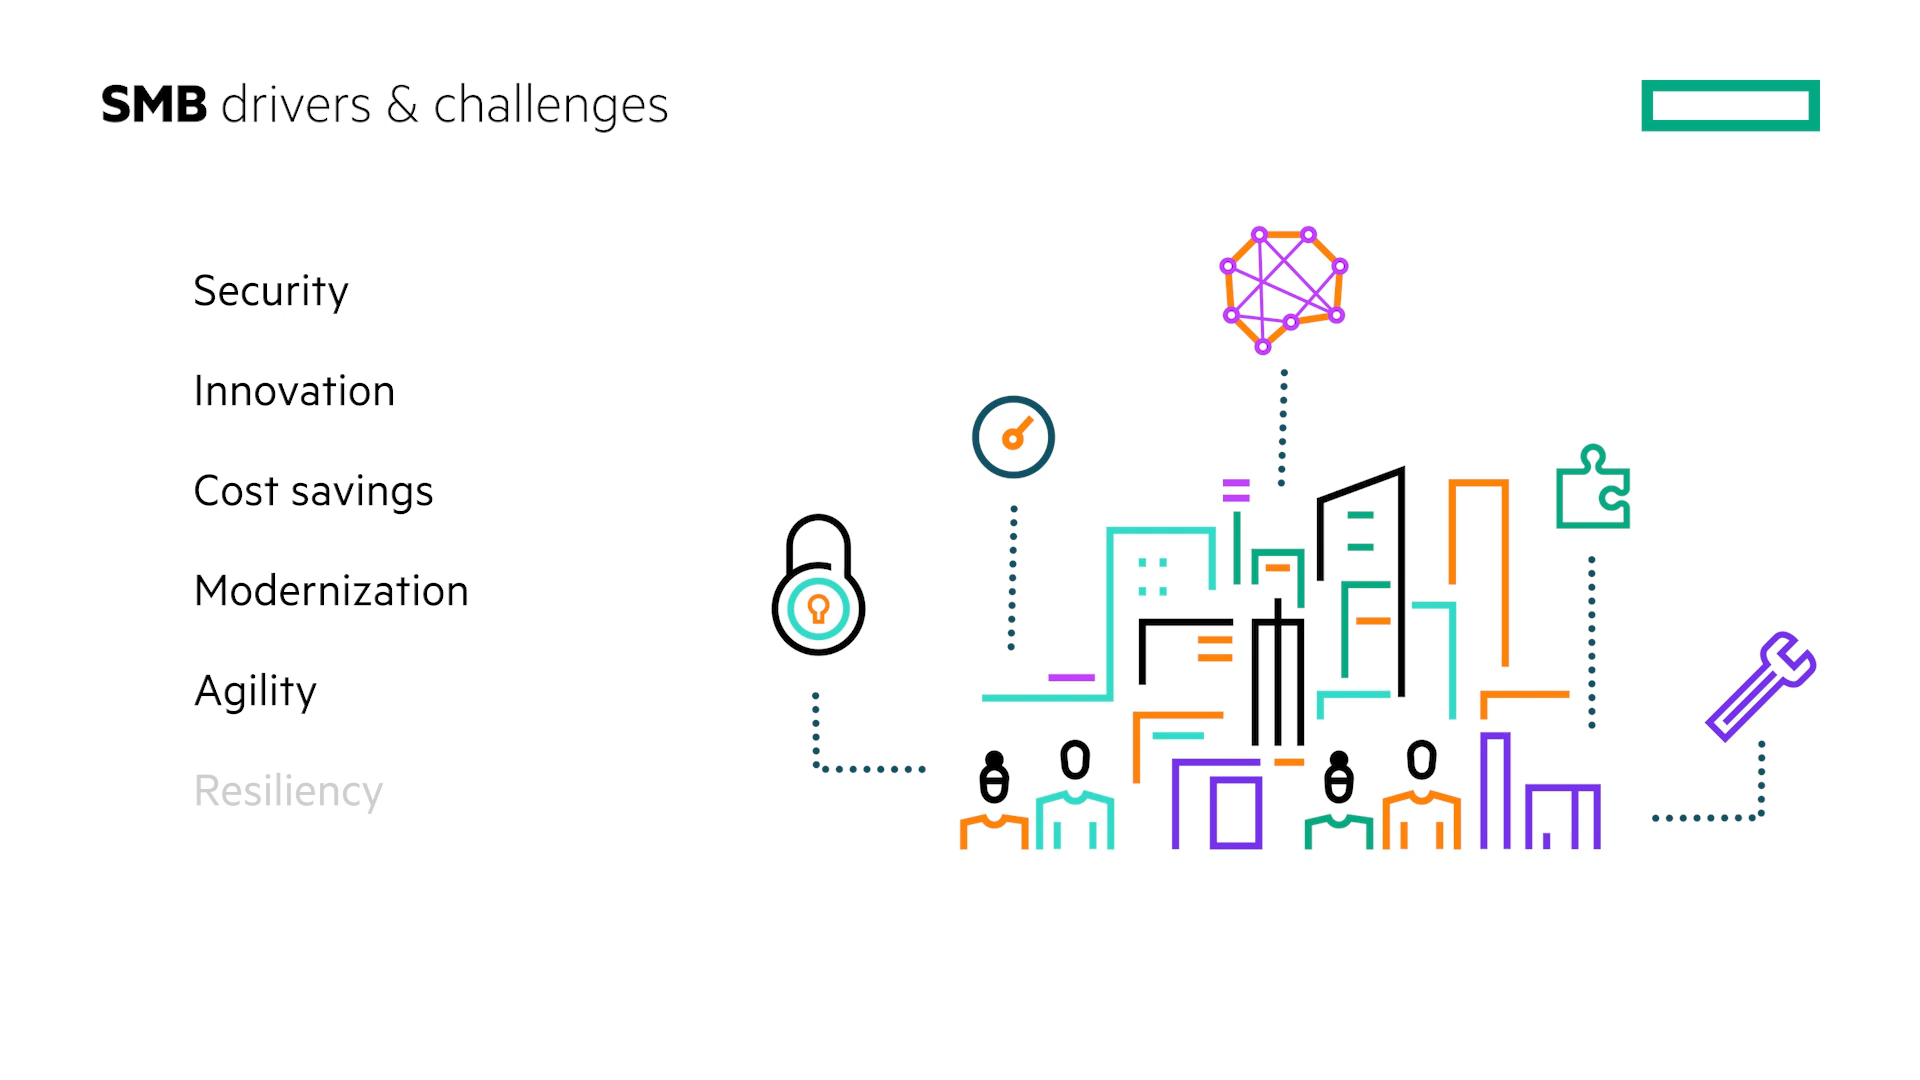 SMB drivers & challenges
Security
Innovation
Cost savings
Modernization
Agility
Resiliency